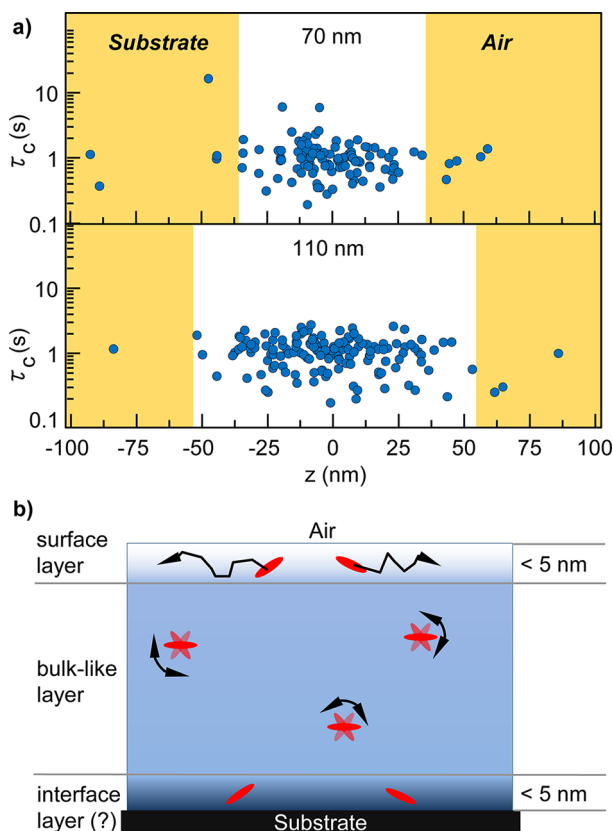 a)
Substrate
70 nm
Air
τc(s)
10
1
0.1
110 nm
τc(s)
10
1
0.1
-100 -75 -50 -25 0 25 50 75 100
z (nm)
b)
Air
surface
layer
< 5 nm
bulk-like
layer
interface
layer (?)
< 5 nm
Substrate